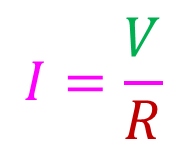 I = V/R